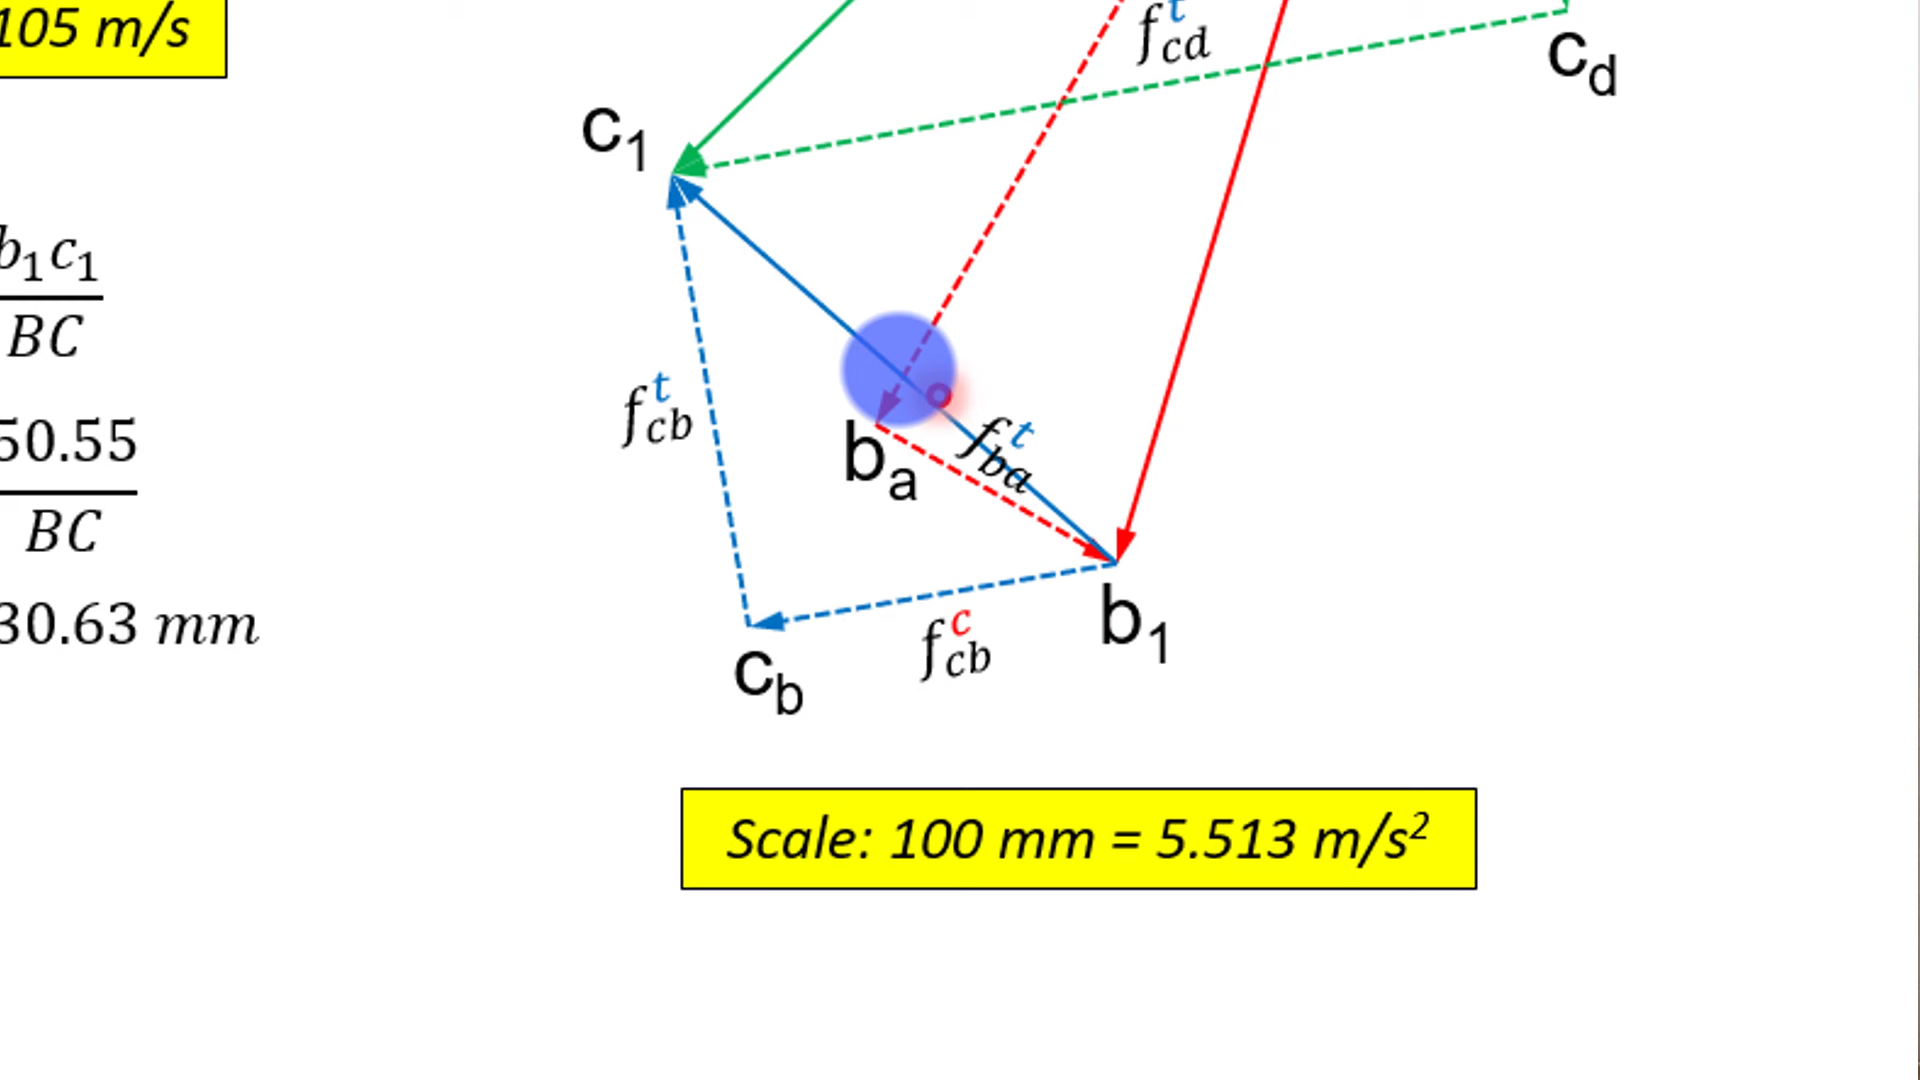 105 m/s
f^t_cd
c_d
c_1
b_1c_1
BC
f^t_cb
50.55
BC
b_a
f^t_ba
30.63 mm
f^c_cb
b_1
c_b
Scale: 100 mm = 5.513 m/s²